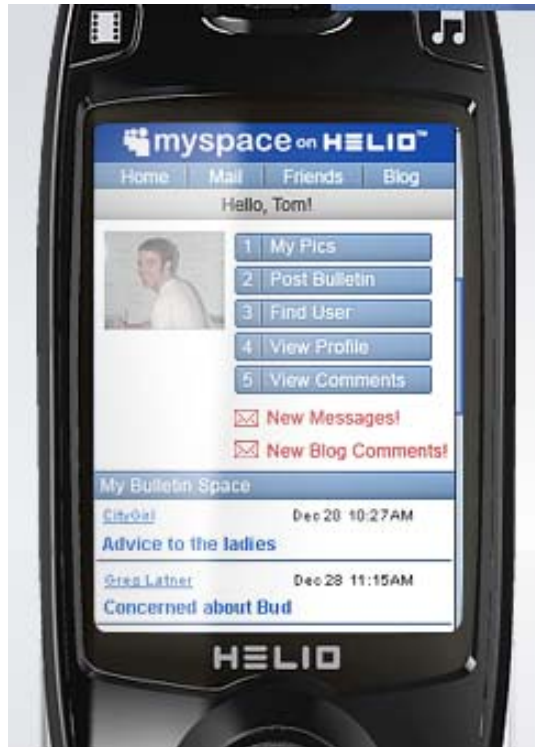 myspace on HELIO™
Home Mail Friends Blog
Hello, Tom!
1 My Pics
2 Post Bulletin
3 Find User
4 View Profile
5 View Comments
New Messages!
New Blog Comments!
My Bulletin Space
CityGirl Dec 28 10:27AM
Advice to the ladies
Greg Latner Dec 28 11:15AM
Concerned about Bud
HELIO